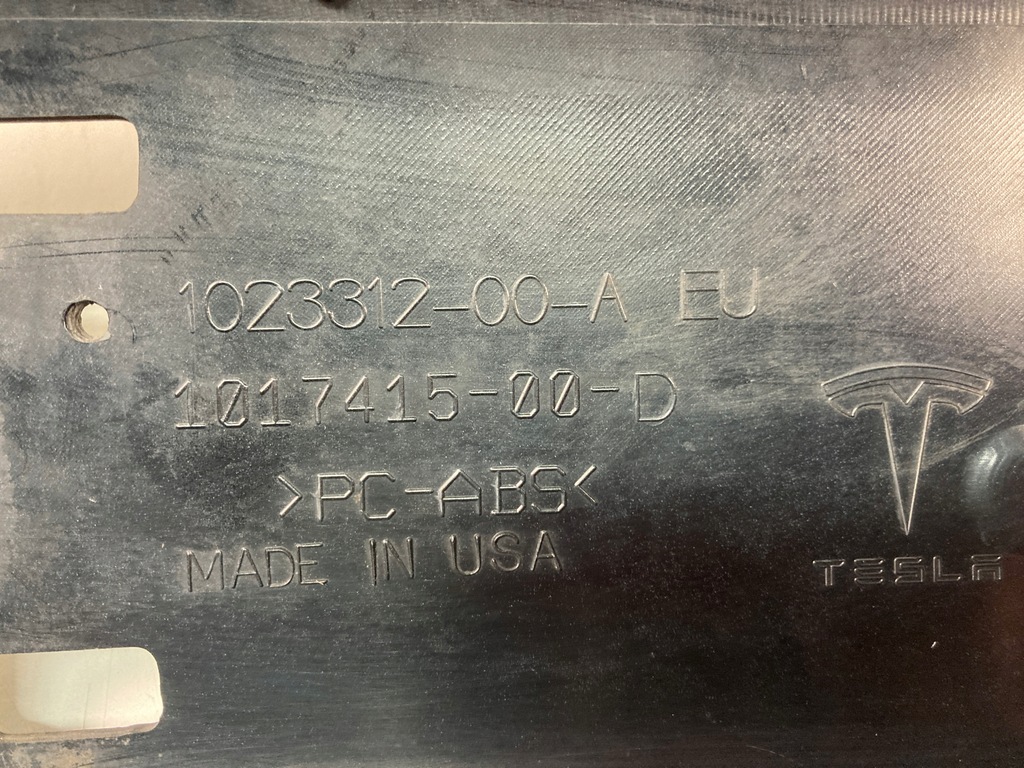 1023312-00-A EU
1017415-00-D
>PC-ABS<
MADE IN USA
TESLA